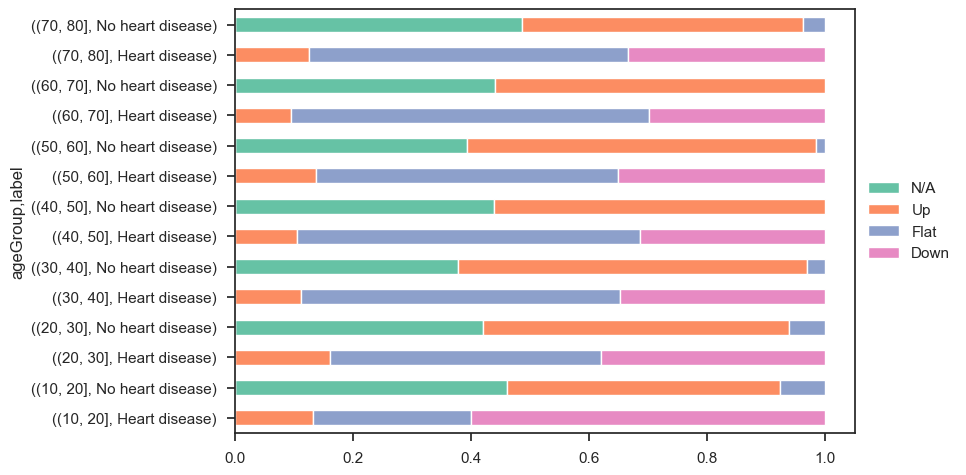 ((70, 80], No heart disease)
((70, 80], Heart disease)
((60, 70], No heart disease)
((60, 70], Heart disease)
((50, 60], No heart disease)
((50, 60], Heart disease)
((40, 50], No heart disease)
((40, 50], Heart disease)
((30, 40], No heart disease)
((30, 40], Heart disease)
((20, 30], No heart disease)
((20, 30], Heart disease)
((10, 20], No heart disease)
((10, 20], Heart disease)
ageGroup,label
0.0 0.2 0.4 0.6 0.8 1.0
N/A
Up
Flat
Down